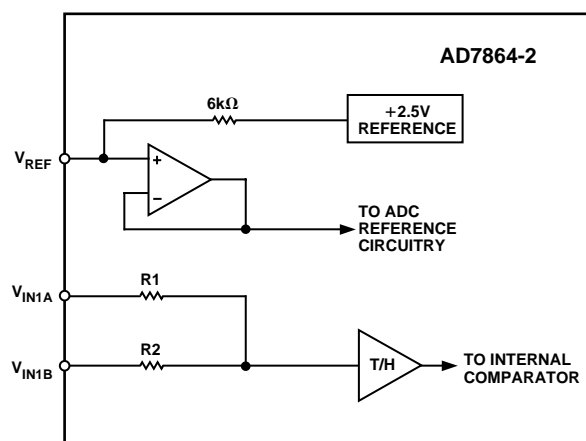 AD7864-2
6kΩ
+2.5V
REFERENCE
VREF
+
−
TO ADC
REFERENCE
CIRCUITRY
VIN1A
R1
VIN1B
R2
T/H
TO INTERNAL
COMPARATOR